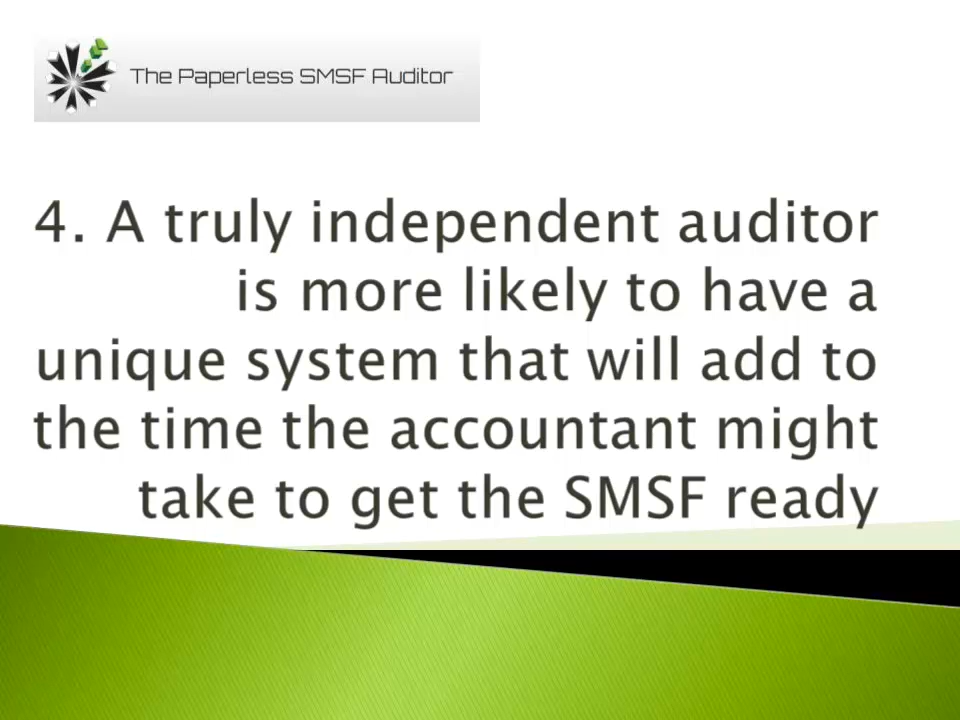 The Paperless SMSF Auditor
4. A truly independent auditor
is more likely to have a
unique system that will add to
the time the accountant might
take to get the SMSF ready